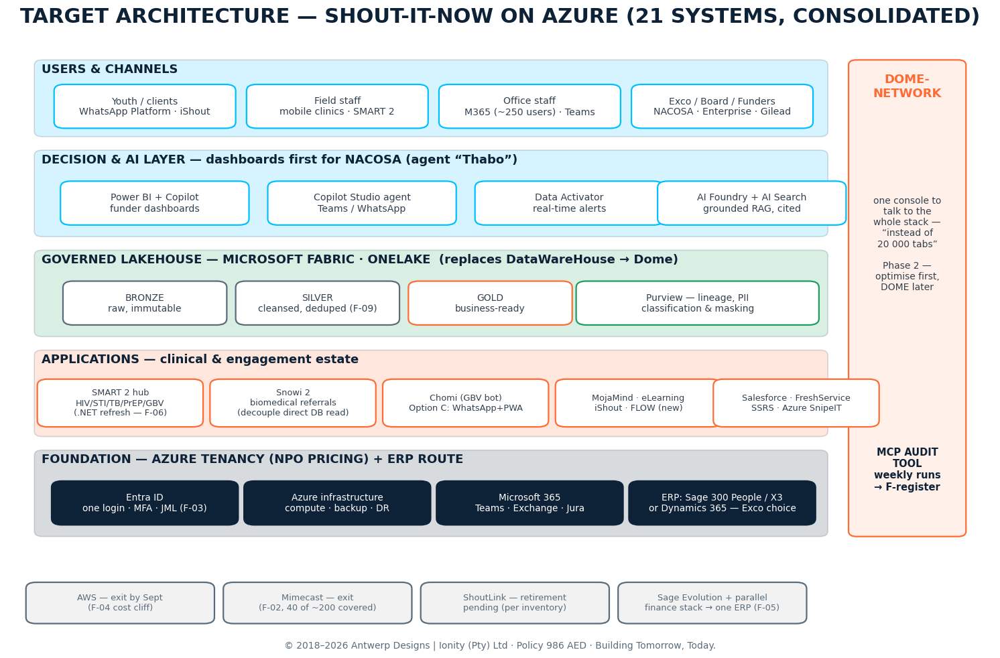 TARGET ARCHITECTURE — SHOUT-IT-NOW ON AZURE (21 SYSTEMS, CONSOLIDATED)
USERS & CHANNELS
Youth / clients
WhatsApp Platform · iShout
Field staff
mobile clinics · SMART 2
Office staff
M365 (~250 users) · Teams
Exco / Board / Funders
NACOSA · Enterprise · Gilead
DECISION & AI LAYER — dashboards first for NACOSA (agent “Thabo”)
Power BI + Copilot
funder dashboards
Copilot Studio agent
Teams / WhatsApp
Data Activator
real-time alerts
AI Foundry + AI Search
grounded RAG, cited
GOVERNED LAKEHOUSE — MICROSOFT FABRIC · ONELAKE (replaces DataWareHouse → Dome)
BRONZE
raw, immutable
SILVER
cleansed, deduped (F-09)
GOLD
business-ready
Purview — lineage, PII
classification & masking
APPLICATIONS — clinical & engagement estate
SMART 2 hub
HIV/STI/TB/PrEP/GBV
(.NET refresh — F-06)
Snowi 2
biomedical referrals
(decouple direct DB read)
Chomi (GBV bot)
Option C: WhatsApp+PWA
MojaMind · eLearning
iShout · FLOW (new)
Salesforce · FreshService
SSRS · Azure SnipeIT
FOUNDATION — AZURE TENANCY (NPO PRICING) + ERP ROUTE
Entra ID
one login · MFA · JML (F-03)
Azure infrastructure
compute · backup · DR
Microsoft 365
Teams · Exchange · Jura
ERP: Sage 300 People / X3
or Dynamics 365 — Exco choice
DOME-
NETWORK
one console to
talk to the
whole stack —
“instead of
20 000 tabs”
Phase 2 —
optimise first,
DOME later
MCP AUDIT
TOOL
weekly runs
→ F-register
AWS — exit by Sept
(F-04 cost cliff)
Mimecast — exit
(F-02, 40 of ~200 covered)
ShoutLink — retirement
pending (per inventory)
Sage Evolution + parallel
finance stack → one ERP (F-05)
© 2018–2026 Antwerp Designs | Ionity (Pty) Ltd · Policy 986 AED · Building Tomorrow, Today.